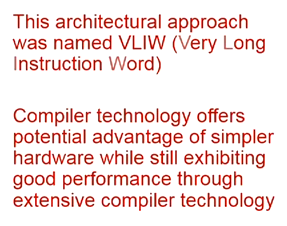 This architectural approach
was named VLIW (Very Long
Instruction Word)
Compiler technology offers
potential advantage of simpler
hardware while still exhibiting
good performance through
extensive compiler technology